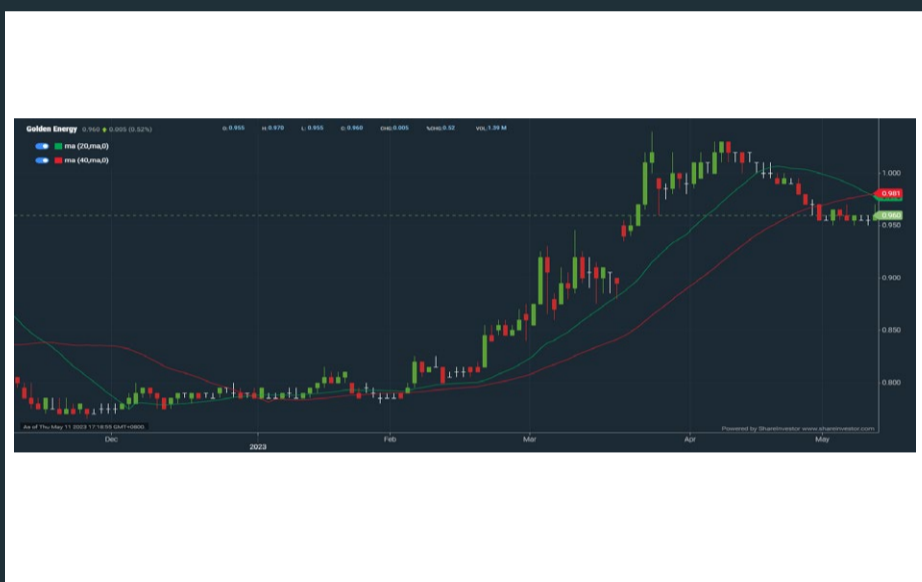 Golden Energy 0.960 0.005 (0.52%) O:0.955 H:0.970 L:0.955 C:0.960 CHG:0.005 %CHG:0.52 VOL:1.39 M
ma (20,ma,0)
ma (40,ma,0)
1.000
0.981
0.960
0.950
0.900
0.850
0.800
As of Thu May 11 2023 17:16:55 GMT+0800
Powered by ShareInvestor www.shareinvestor.com
Dec 2023 Feb Mar Apr May